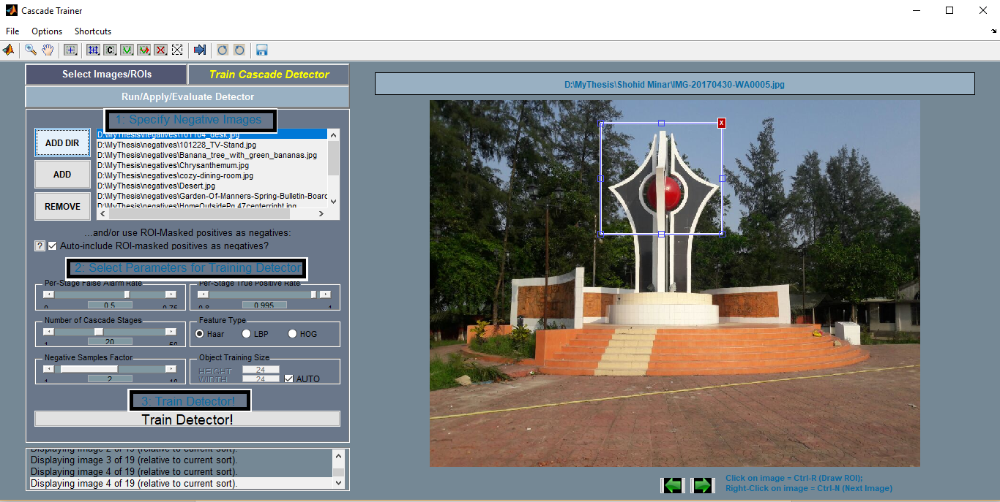 Cascade Trainer
File Options Shortcuts
C
Select Images/ROIs
Train Cascade Detector
Run/Apply/Evaluate Detector
D:\MyThesis\Shohid Minar\IMG-20170430-WA0005.jpg
X
1: Specify Negative Images
ADD DIR
ADD
REMOVE
D:\MyThesis\negatives\101104_desk.jpg
D:\MyThesis\negatives\101228_TV-Stand.jpg
D:\MyThesis\negatives\Banana_tree_with_green_bananas.jpg
D:\MyThesis\negatives\Chrysanthemum.jpg
D:\MyThesis\negatives\cozy-dining-room.jpg
D:\MyThesis\negatives\Desert.jpg
D:\MyThesis\negatives\Garden-Of-Manners-Spring-Bulletin-Board
D:\MyThesis\negatives\HomeOutsidePg.47centerright.jpg
...and/or use ROI-Masked positives as negatives:
? Auto-include ROI-masked positives as negatives?
2: Select Parameters for Training Detector
Per-Stage False Alarm Rate
0 0.5 0.75
Per-Stage True Positive Rate
0.8 0.995 1
Number of Cascade Stages
1 20 50
Feature Type
Haar LBP HOG
Negative Samples Factor
1 2 10
Object Training Size
HEIGHT 24
WIDTH 24 AUTO
3: Train Detector!
Train Detector!
Displaying image 2 of 19 (relative to current sort).
Displaying image 3 of 19 (relative to current sort).
Displaying image 4 of 19 (relative to current sort).
Displaying image 4 of 19 (relative to current sort).
Click on image = Ctrl-R (Draw ROI);
Right-Click on image = Ctrl-N (Next Image)